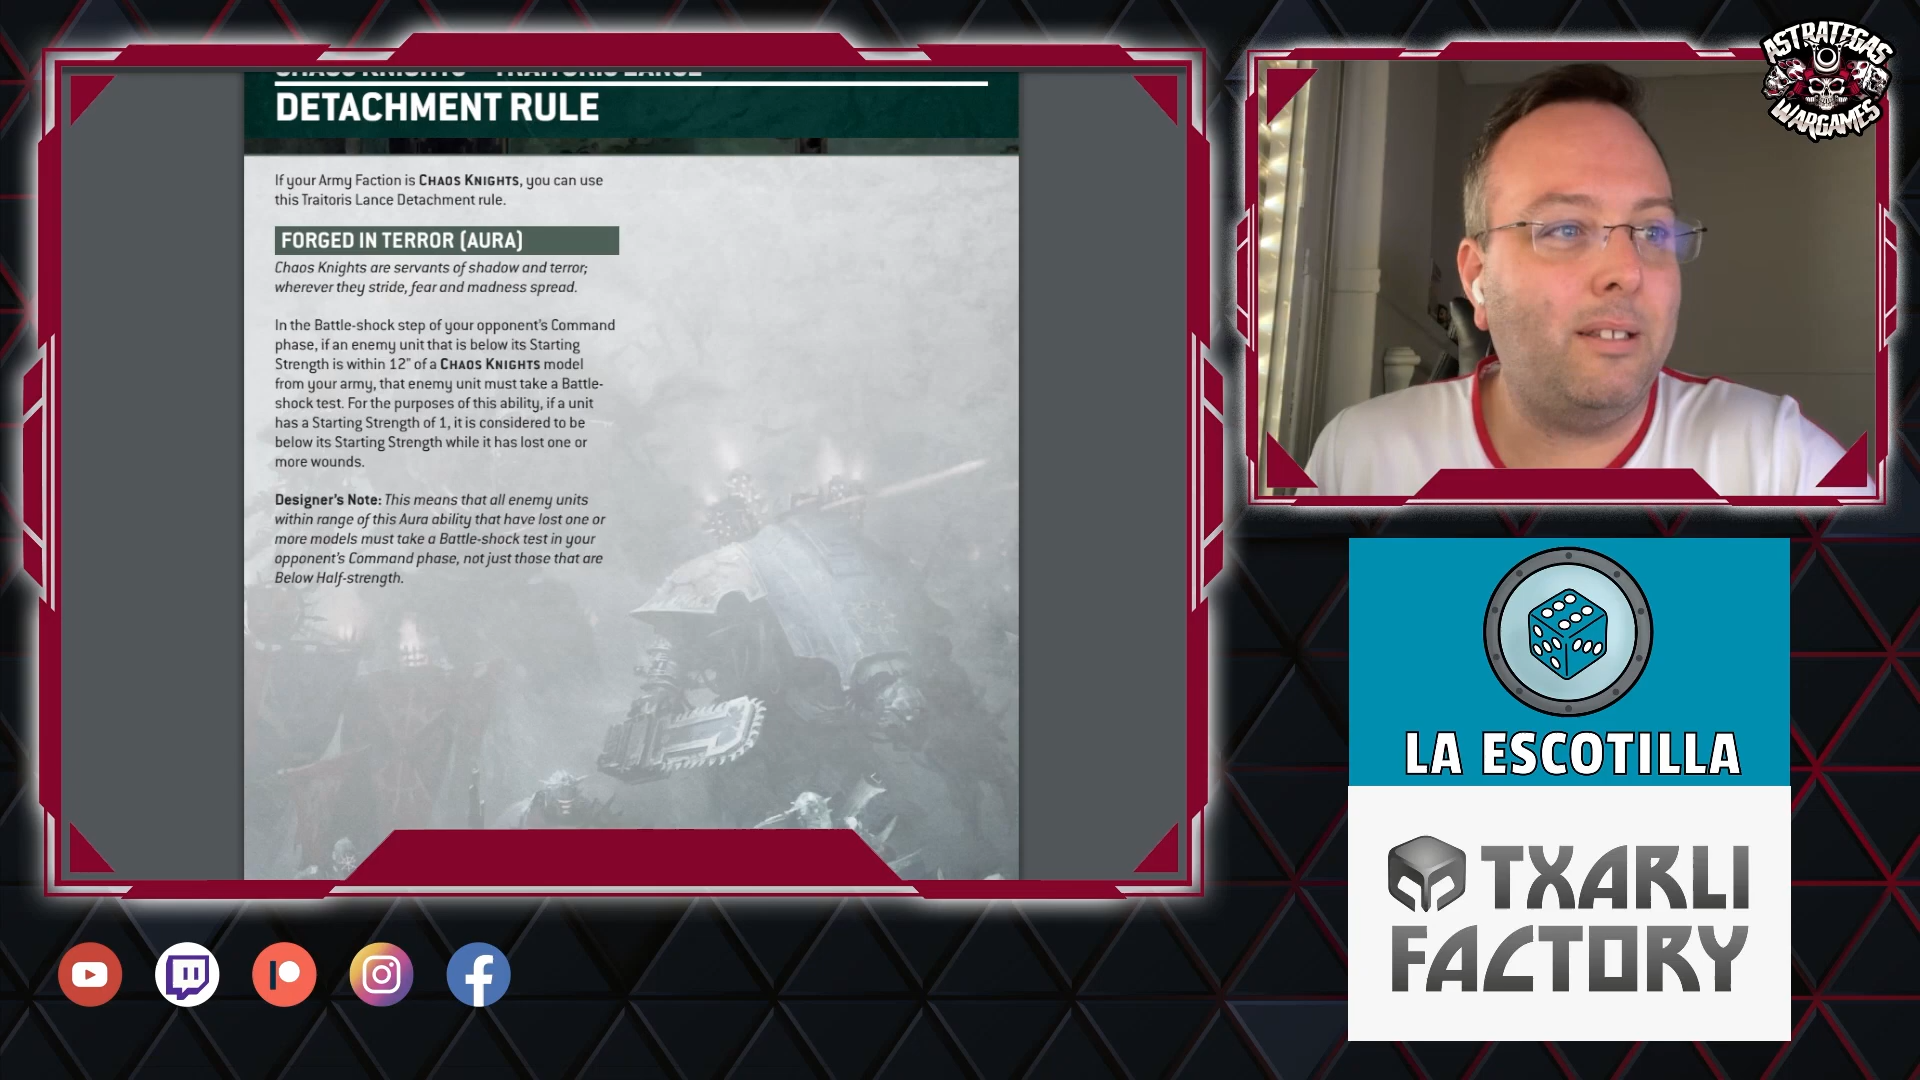 CHAOS KNIGHTS – TRAITORIS LANCE
DETACHMENT RULE
If your Army Faction is CHAOS KNIGHTS, you can use
this Traitoris Lance Detachment rule.
FORGED IN TERROR (AURA)
Chaos Knights are servants of shadow and terror;
wherever they stride, fear and madness spread.
In the Battle-shock step of your opponent's Command
phase, if an enemy unit that is below its Starting
Strength is within 12" of a CHAOS KNIGHTS model
from your army, that enemy unit must take a Battle-
shock test. For the purposes of this ability, if a unit
has a Starting Strength of 1, it is considered to be
below its Starting Strength while it has lost one or
more wounds.
Designer's Note: This means that all enemy units
within range of this Aura ability that have lost one or
more models must take a Battle-shock test in your
opponent's Command phase, not just those that are
Below Half-strength.
ASTRATEGAS
WARGAMES
LA ESCOTILLA
TXARLI
FACTORY